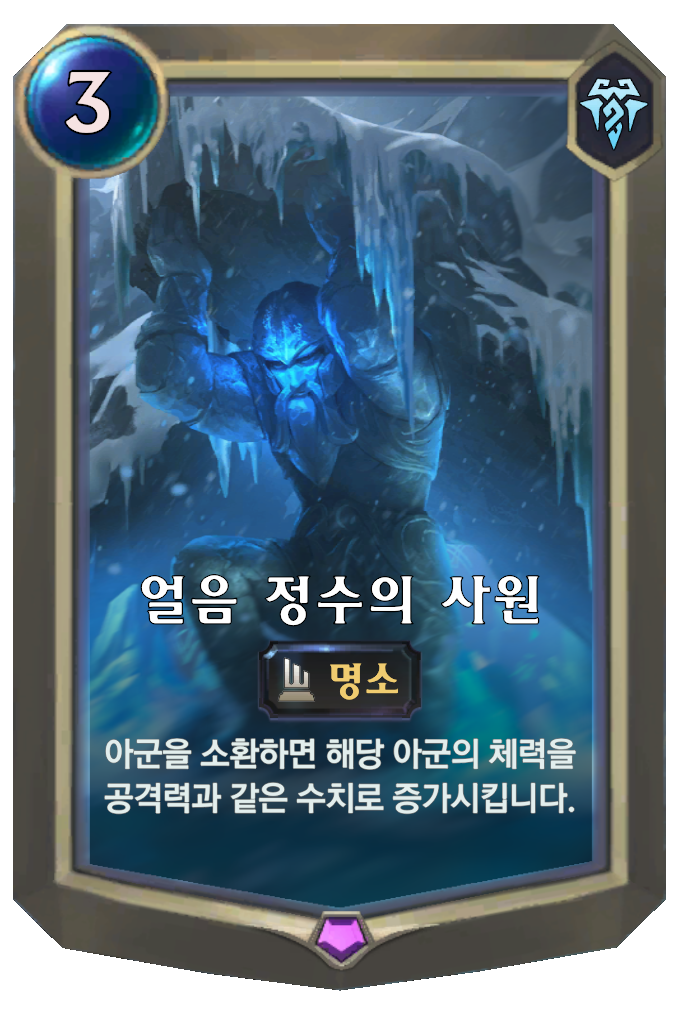 3
얼음 정수의 사원
명소
아군을 소환하면 해당 아군의 체력을
공격력과 같은 수치로 증가시킵니다.